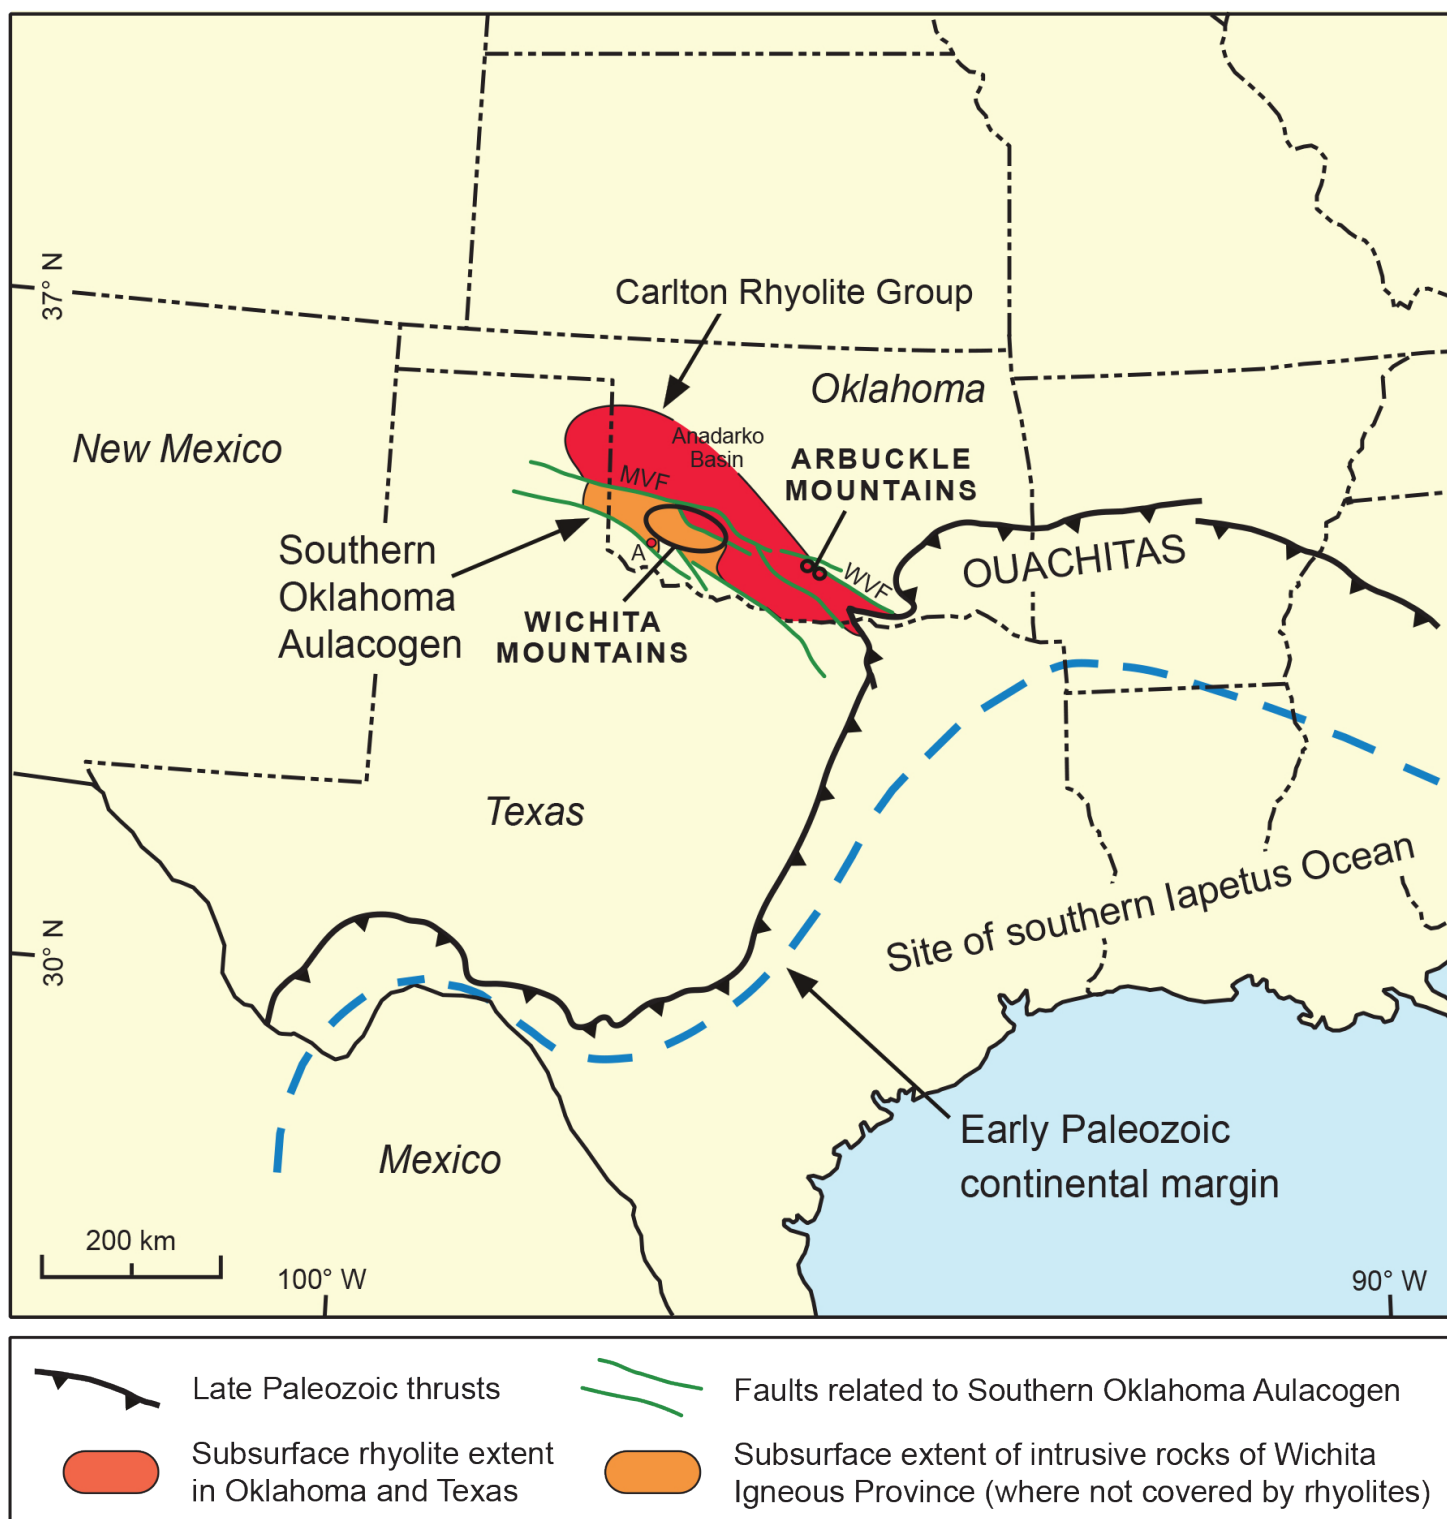 37° N
Carlton Rhyolite Group
Oklahoma
New Mexico
Anadarko
Basin
MVF
ARBUCKLE
MOUNTAINS
Southern
Oklahoma
Aulacogen
A
WVF
OUACHITAS
WICHITA
MOUNTAINS
Texas
Site of southern Iapetus Ocean
30° N
Early Paleozoic
continental margin
Mexico
200 km
100° W
90° W
Late Paleozoic thrusts
Faults related to Southern Oklahoma Aulacogen
Subsurface rhyolite extent
in Oklahoma and Texas
Subsurface extent of intrusive rocks of Wichita
Igneous Province (where not covered by rhyolites)